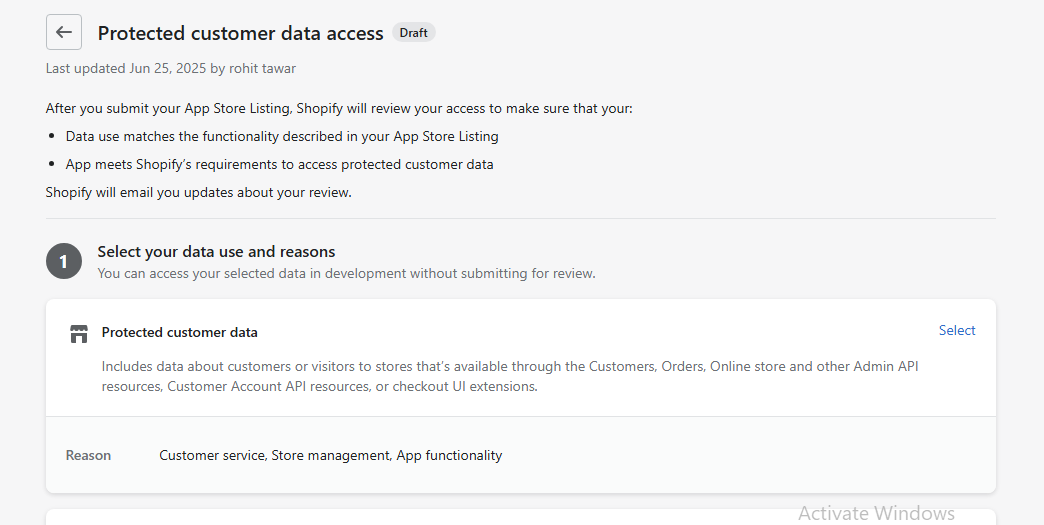 Protected customer data access Draft
Last updated Jun 25, 2025 by rohit tawar
After you submit your App Store Listing, Shopify will review your access to make sure that your:
• Data use matches the functionality described in your App Store Listing
• App meets Shopify's requirements to access protected customer data
Shopify will email you updates about your review.
1 Select your data use and reasons
You can access your selected data in development without submitting for review.
Protected customer data Select
Includes data about customers or visitors to stores that's available through the Customers, Orders, Online store and other Admin API
resources, Customer Account API resources, or checkout UI extensions.
Reason Customer service, Store management, App functionality
Activate Windows